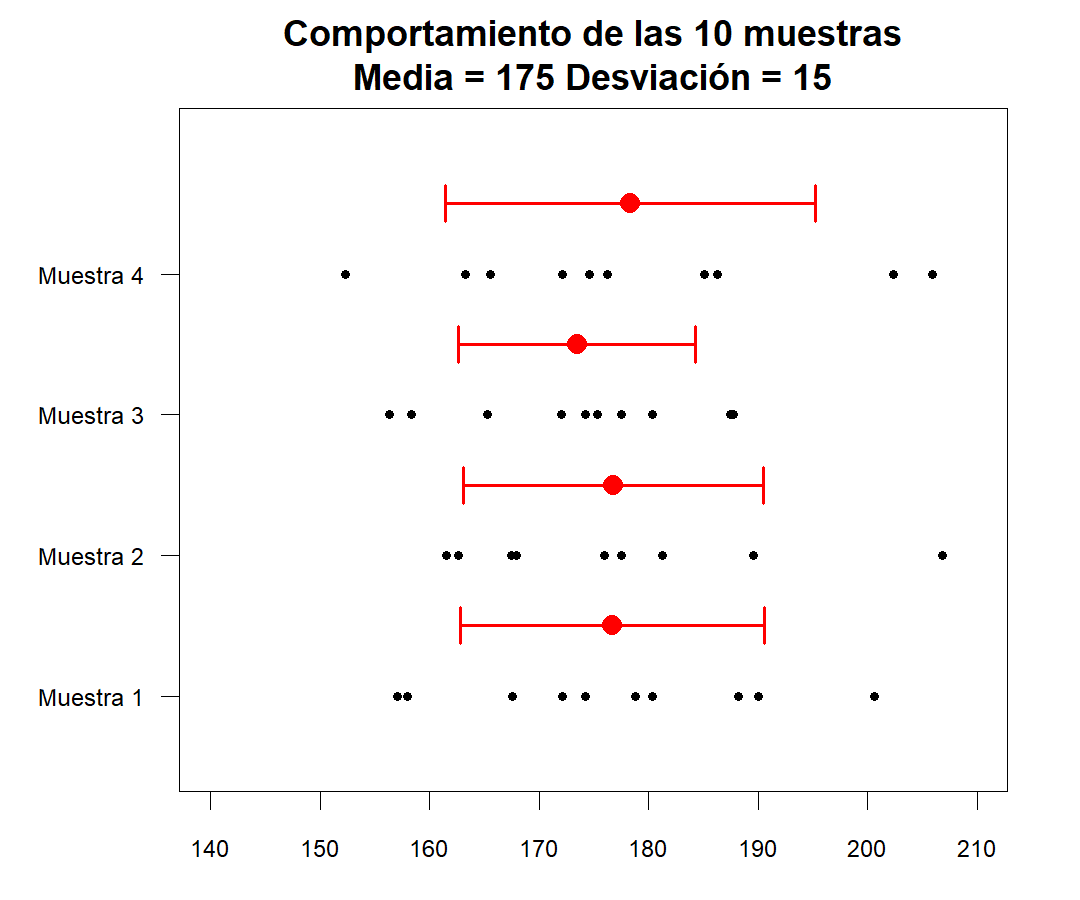 Comportamiento de las 10 muestras
Media = 175 Desviación = 15
Muestra 4
Muestra 3
Muestra 2
Muestra 1
140 150 160 170 180 190 200 210